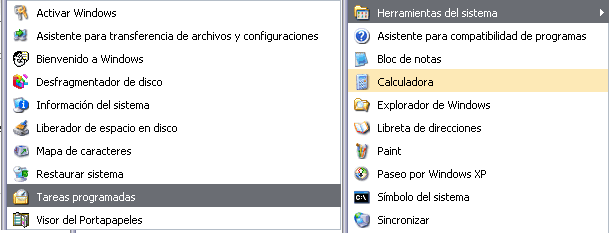 Activar Windows
Asistente para transferencia de archivos y configuraciones
Bienvenido a Windows
Desfragmentador de disco
Información del sistema
Liberador de espacio en disco
Mapa de caracteres
Restaurar sistema
Tareas programadas
Visor del Portapapeles
Herramientas del sistema
Asistente para compatibilidad de programas
Bloc de notas
Calculadora
Explorador de Windows
Libreta de direcciones
Paint
Paseo por Windows XP
Símbolo del sistema
Sincronizar